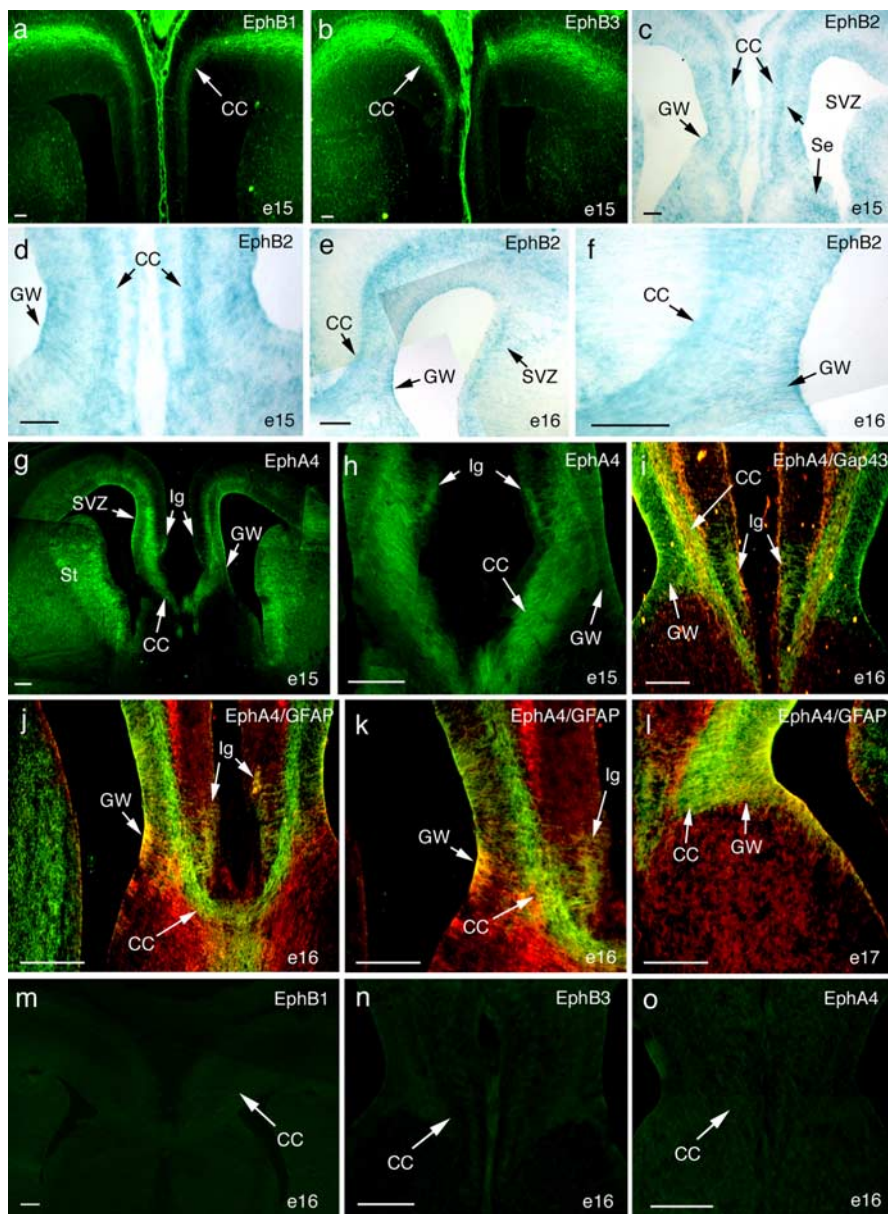 a
EphB1
CC
e15
b
EphB3
CC
e15
c
EphB2
CC
GW
SVZ
Se
e15
d
EphB2
CC
GW
e15
e
EphB2
CC
GW
SVZ
e16
f
EphB2
CC
GW
e16
g
EphA4
SVZ
Ig
GW
St
CC
e15
h
EphA4
Ig
CC
GW
e15
i
EphA4/Gap43
CC
Ig
GW
e16
j
EphA4/GFAP
Ig
GW
CC
e16
k
EphA4/GFAP
Ig
GW
CC
e16
l
EphA4/GFAP
CC
GW
e17
m
EphB1
CC
e16
n
EphB3
CC
e16
o
EphA4
CC
e16